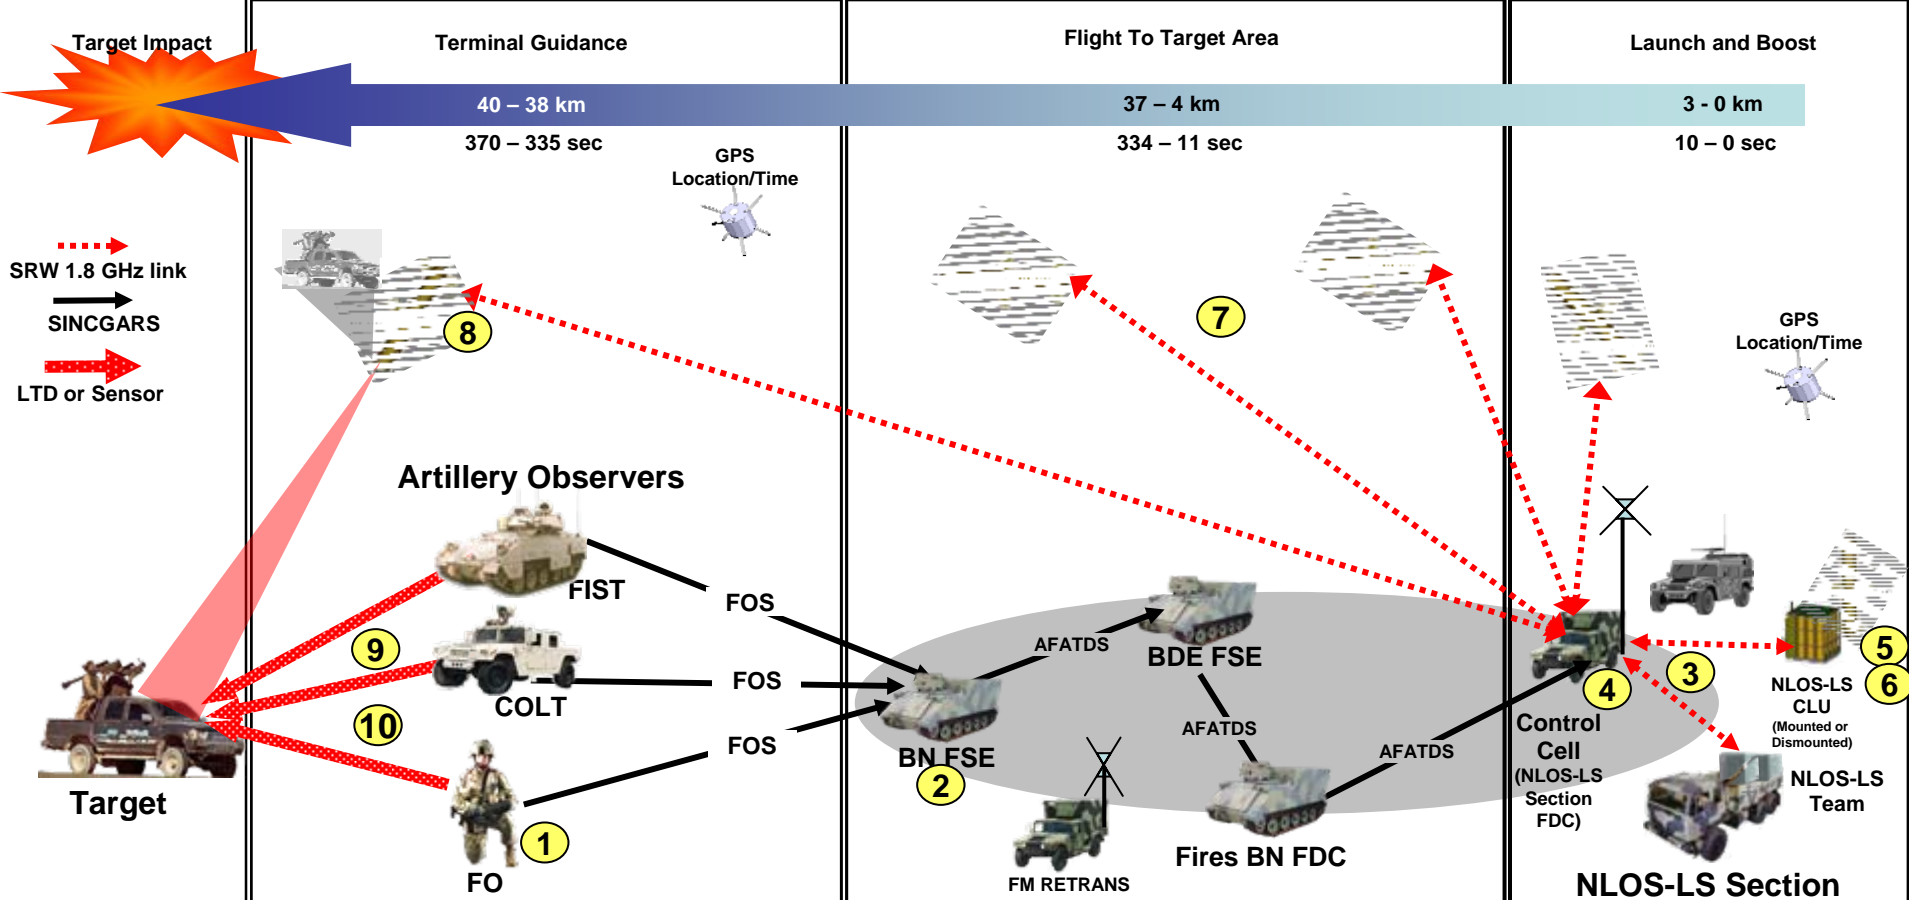 Target Impact
Terminal Guidance
Flight To Target Area
Launch and Boost
40 – 38 km
37 – 4 km
3 - 0 km
370 – 335 sec
334 – 11 sec
10 – 0 sec
GPS
Location/Time
SRW 1.8 GHz link
SINCGARS
LTD or Sensor
8
7
GPS
Location/Time
Artillery Observers
FIST
FOS
9
COLT
FOS
10
FOS
Target
1
FO
BN FSE
2
AFATDS
BDE FSE
AFATDS
AFATDS
FM RETRANS
Fires BN FDC
3
4
5
6
Control
Cell
(NLOS-LS
Section
FDC)
NLOS-LS
CLU
(Mounted or
Dismounted)
NLOS-LS
Team
NLOS-LS Section